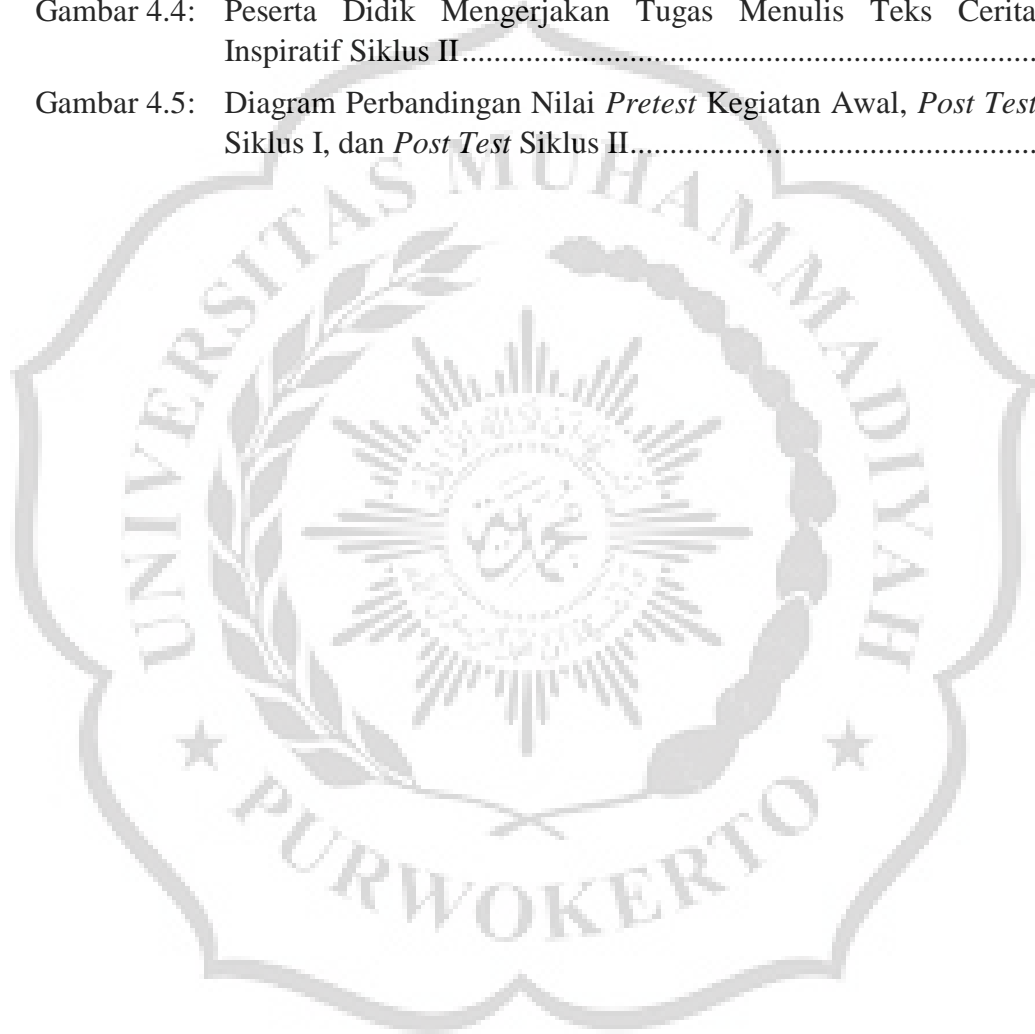 Gambar 4.4: Peserta Didik Mengerjakan Tugas Menulis Teks Cerita
Inspiratif Siklus II.......................................................................
Gambar 4.5: Diagram Perbandingan Nilai Pretest Kegiatan Awal, Post Test
Siklus I, dan Post Test Siklus II..................................................
UNIVERSITAS MUHAMMADIYAH
★ PURWOKERTO ★